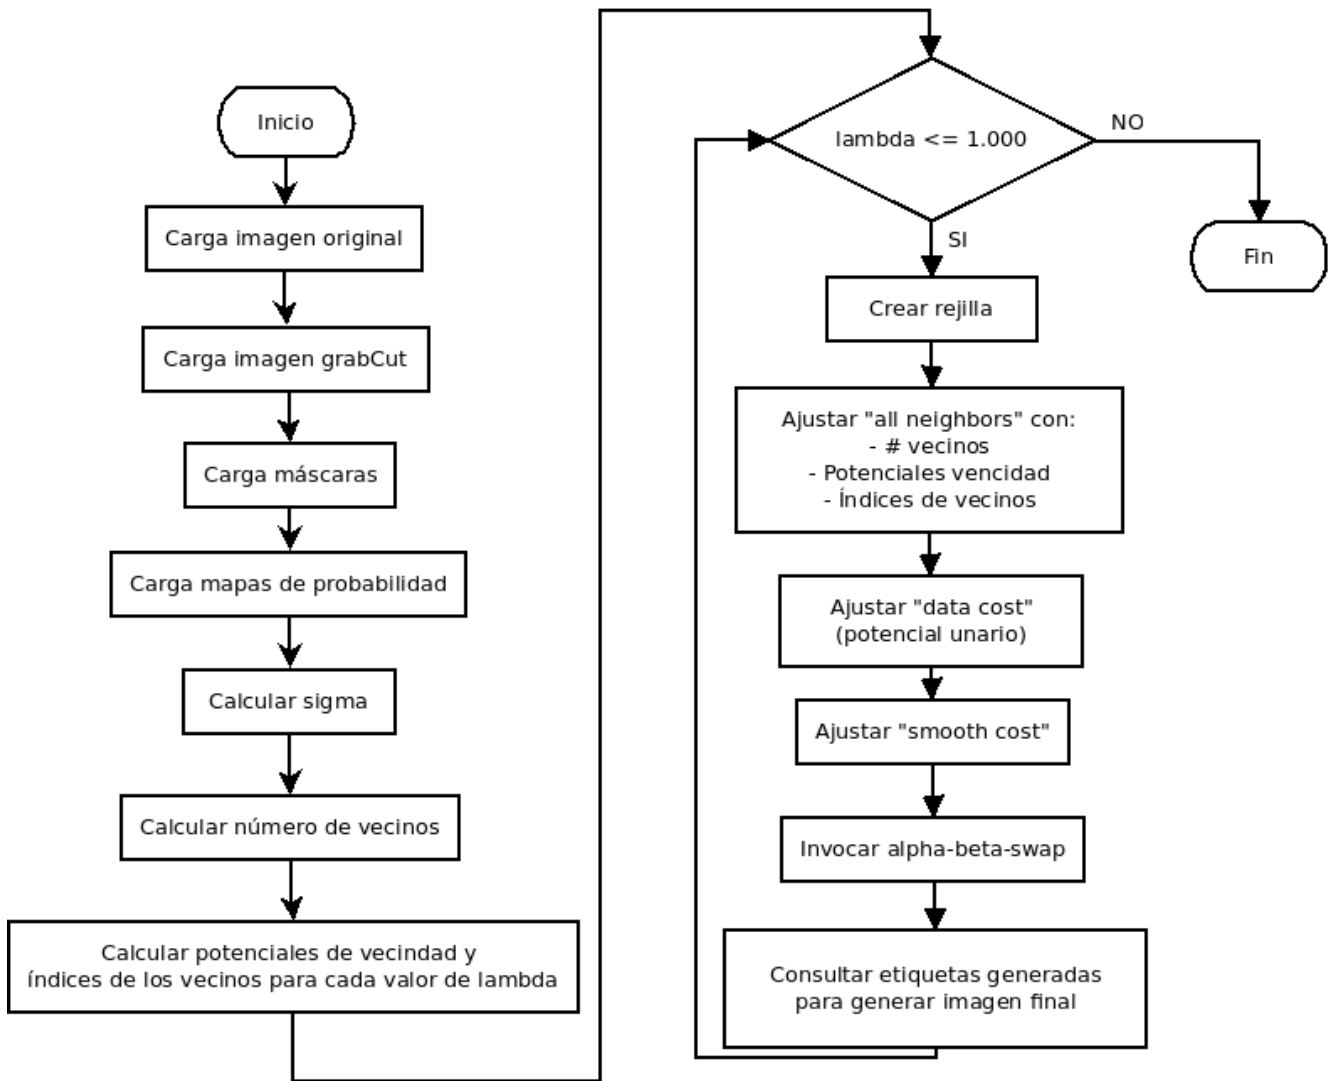 Inicio
Carga imagen original
Carga imagen grabCut
Carga máscaras
Carga mapas de probabilidad
Calcular sigma
Calcular número de vecinos
Calcular potenciales de vecindad y
índices de los vecinos para cada valor de lambda
lambda <= 1.000
NO
SI
Fin
Crear rejilla
Ajustar "all neighbors" con:
- # vecinos
- Potenciales vencidad
- Índices de vecinos
Ajustar "data cost"
(potencial unario)
Ajustar "smooth cost"
Invocar alpha-beta-swap
Consultar etiquetas generadas
para generar imagen final